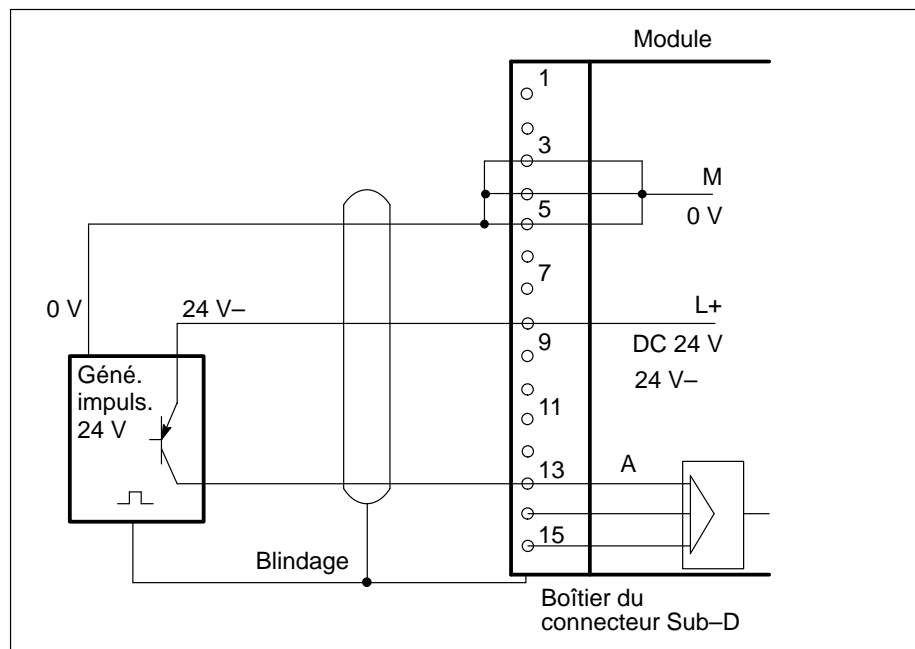 Module
1
3
M
5
0 V
7
0 V
24 V–
L+
9
DC 24 V
24 V–
Géné.
impuls.
24 V
11
13
A
15
Blindage
Boîtier du
connecteur Sub–D